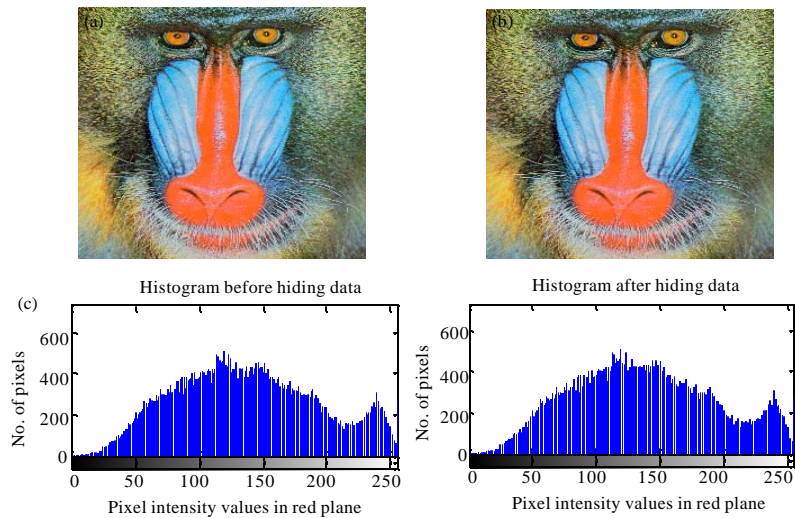 (a)
(b)
Histogram before hiding data
Histogram after hiding data
(c)
No. of pixels
600
400
200
0
0
50
100
150
200
250
Pixel intensity values in red plane
No. of pixels
600
400
200
0
0
50
100
150
200
250
Pixel intensity values in red plane